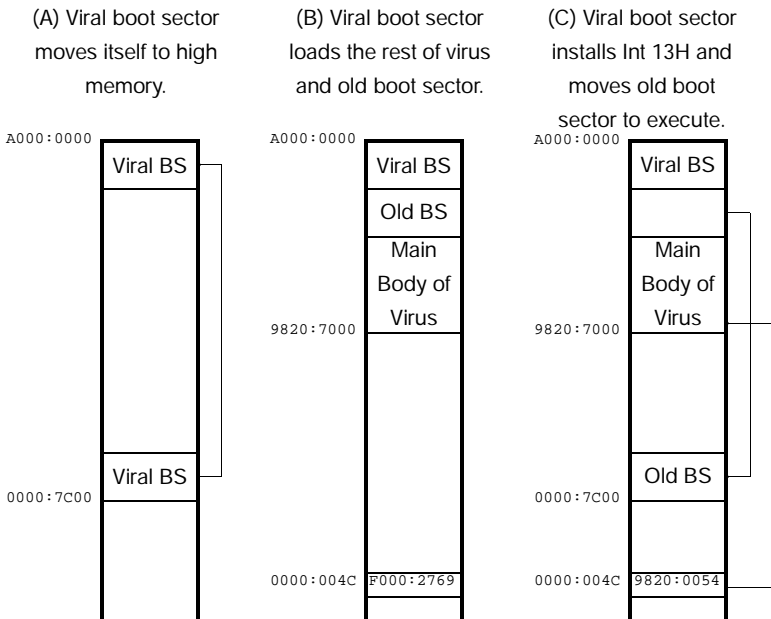 (A) Viral boot sector
moves itself to high
memory.
A000:0000
Viral BS
Viral BS
0000:7C00
(B) Viral boot sector
loads the rest of virus
and old boot sector.
A000:0000
Viral BS
Old BS
Main
Body of
Virus
9820:7000
0000:004C
F000:2769
(C) Viral boot sector
installs Int 13H and
moves old boot
sector to execute.
A000:0000
Viral BS
Main
Body of
Virus
9820:7000
Old BS
0000:7C00
0000:004C
9820:0054